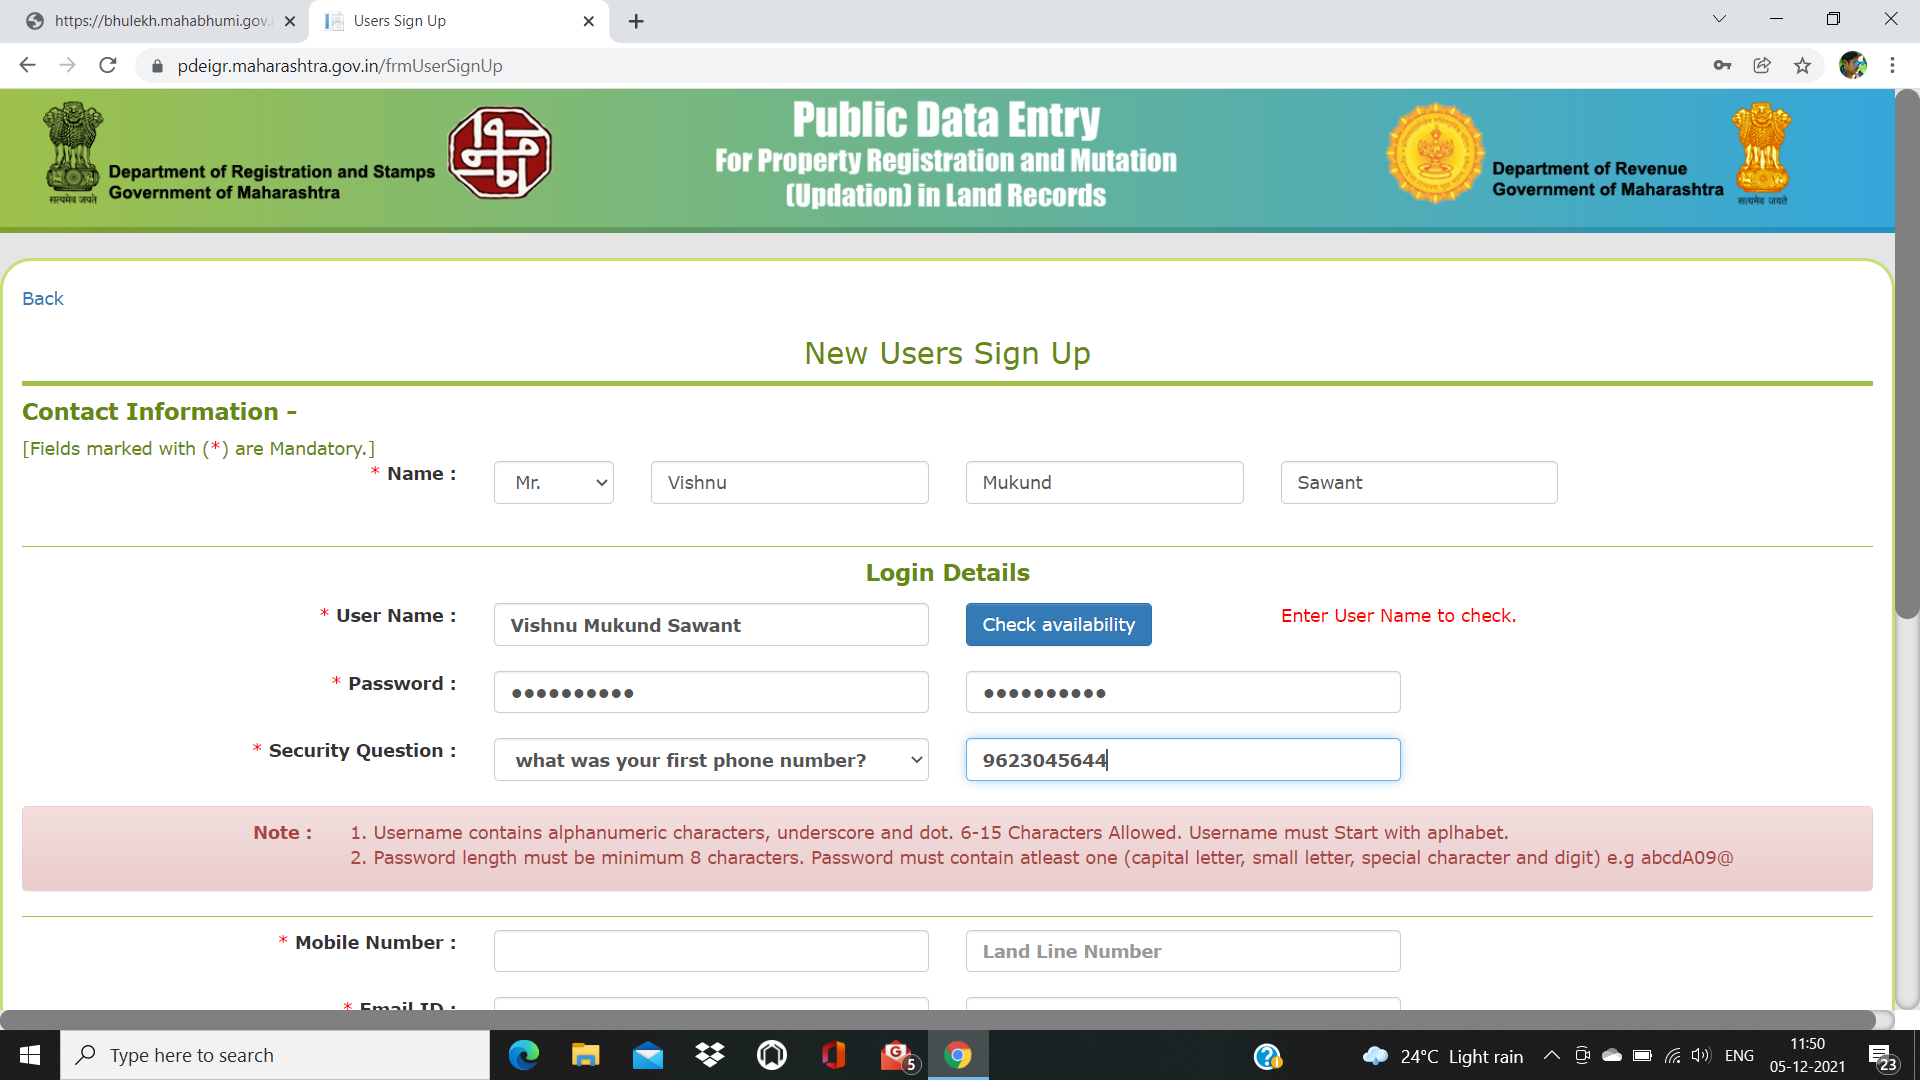 https://bhulekh.mahabhumi.gov.i
Users Sign Up
pdeigr.maharashtra.gov.in/frmUserSignUp
सत्यमेव जयते
Department of Registration and Stamps
Government of Maharashtra
Public Data Entry
For Property Registration and Mutation
(Updation) in Land Records
Department of Revenue
Government of Maharashtra
सत्यमेव जयते
Back
New Users Sign Up
Contact Information -
[Fields marked with (*) are Mandatory.]
* Name :
Mr.
Vishnu
Mukund
Sawant
Login Details
* User Name :
Vishnu Mukund Sawant
Check availability
Enter User Name to check.
* Password :
••••••••••
••••••••••
* Security Question :
what was your first phone number?
9623045644
Note :
1. Username contains alphanumeric characters, underscore and dot. 6-15 Characters Allowed. Username must Start with aplhabet.
2. Password length must be minimum 8 characters. Password must contain atleast one (capital letter, small letter, special character and digit) e.g abcdA09@
* Mobile Number :
Land Line Number
* Email ID :
Type here to search
5
24°C Light rain
ENG
11:50
05-12-2021
23